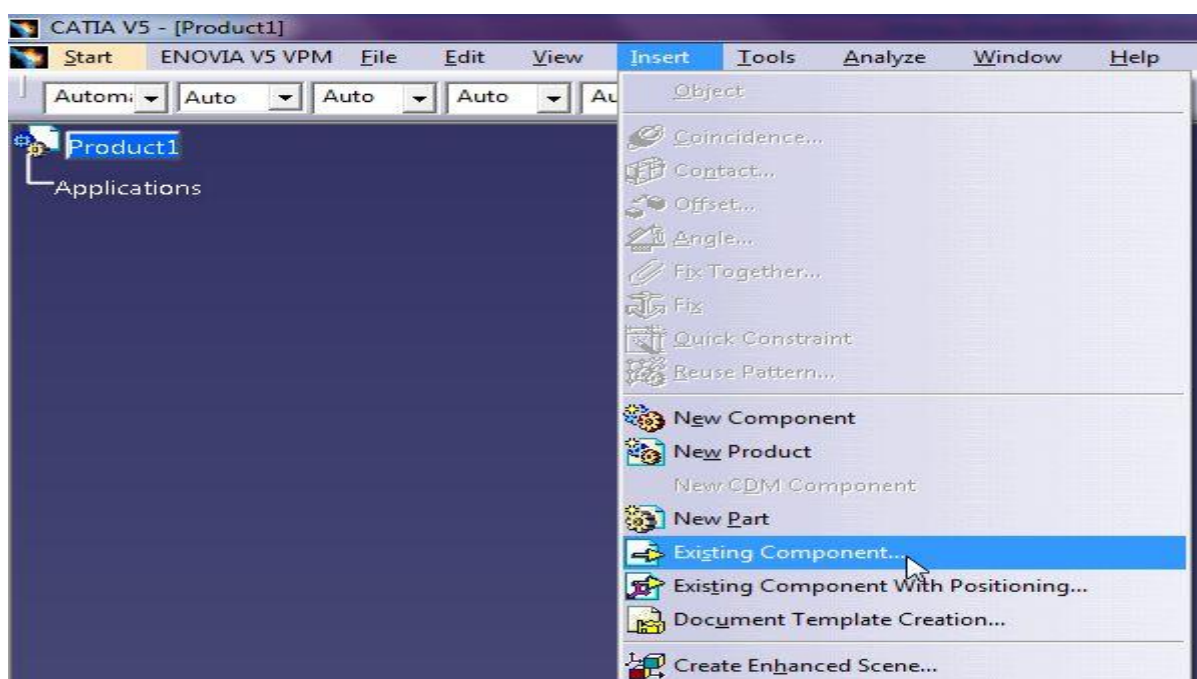 CATIA V5 - [Product1]
Start ENOVIA V5 VPM File Edit View Insert Tools Analyze Window Help
Automa Auto Auto Auto Au
Product1
Applications
Object
Coincidence...
Contact...
Offset...
Angle...
Fix Together...
Fix
Quick Constraint
Reuse Pattern...
New Component
New Product
New CDM Component
New Part
Existing Component...
Existing Component With Positioning...
Document Template Creation...
Create Enhanced Scene...